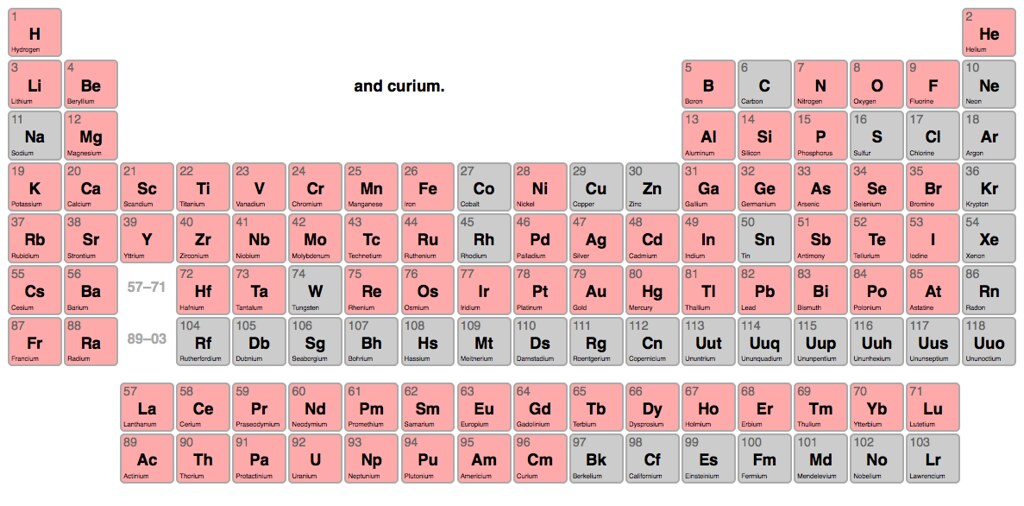 1 2
H He
Hydrogen Helium
3 4 5 6 7 8 9 10
Li Be and curium. B C N O F Ne
Lithium Beryllium Boron Carbon Nitrogen Oxygen Fluorine Neon
11 12 13 14 15 16 17 18
Na Mg Al Si P S Cl Ar
Sodium Magnesium Aluminum Silicon Phosphorus Sulfur Chlorine Argon
19 20 21 22 23 24 25 26 27 28 29 30 31 32 33 34 35 36
K Ca Sc Ti V Cr Mn Fe Co Ni Cu Zn Ga Ge As Se Br Kr
Potassium Calcium Scandium Titanium Vanadium Chromium Manganese Iron Cobalt Nickel Copper Zinc Gallium Germanium Arsenic Selenium Bromine Krypton
37 38 39 40 41 42 43 44 45 46 47 48 49 50 51 52 53 54
Rb Sr Y Zr Nb Mo Tc Ru Rh Pd Ag Cd In Sn Sb Te I Xe
Rubidium Strontium Yttrium Zirconium Niobium Molybdenum Technetium Ruthenium Rhodium Palladium Silver Cadmium Indium Tin Antimony Tellurium Iodine Xenon
55 56 57–71 72 73 74 75 76 77 78 79 80 81 82 83 84 85 86
Cs Ba Hf Ta W Re Os Ir Pt Au Hg Tl Pb Bi Po At Rn
Cesium Barium Hafnium Tantalum Tungsten Rhenium Osmium Iridium Platinum Gold Mercury Thallium Lead Bismuth Polonium Astatine Radon
87 88 89–03 104 105 106 107 108 109 110 111 112 113 114 115 116 117 118
Fr Ra Rf Db Sg Bh Hs Mt Ds Rg Cn Uut Uuq Uup Uuh Uus Uuo
Francium Radium Rutherfordium Dubnium Seaborgium Bohrium Hassium Meitnerium Darmstadium Roentgenium Copernicium Ununtrium Ununquadium Ununpentium Ununhexium Ununseptium Ununoctium
57 58 59 60 61 62 63 64 65 66 67 68 69 70 71
La Ce Pr Nd Pm Sm Eu Gd Tb Dy Ho Er Tm Yb Lu
Lanthanum Cerium Praseodymium Neodymium Promethium Samarium Europium Gadolinium Terbium Dysprosium Holmium Erbium Thulium Ytterbium Lutetium
89 90 91 92 93 94 95 96 97 98 99 100 101 102 103
Ac Th Pa U Np Pu Am Cm Bk Cf Es Fm Md No Lr
Actinium Thorium Protactinium Uranium Neptunium Plutonium Americium Curium Berkelium Californium Einsteinium Fermium Mendelevium Nobelium Lawrencium